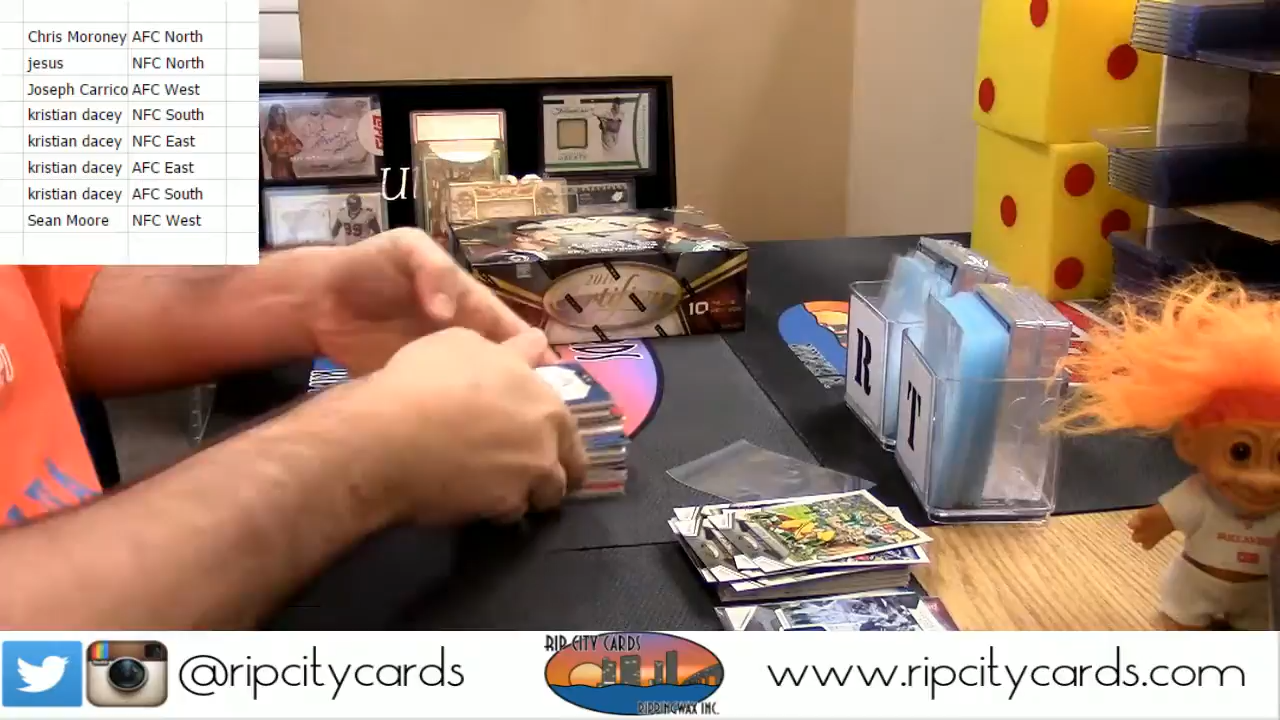 Chris Moroney AFC North
jesus NFC North
Joseph Carrico AFC West
kristian dacey NFC South
kristian dacey NFC East
kristian dacey AFC East
kristian dacey AFC South
Sean Moore NFC West
99
10
R
T
BUCCANEERS
@ripcitycards
RIP CITY CARDS
RIPPINGWAX INC.
www.ripcitycards.com